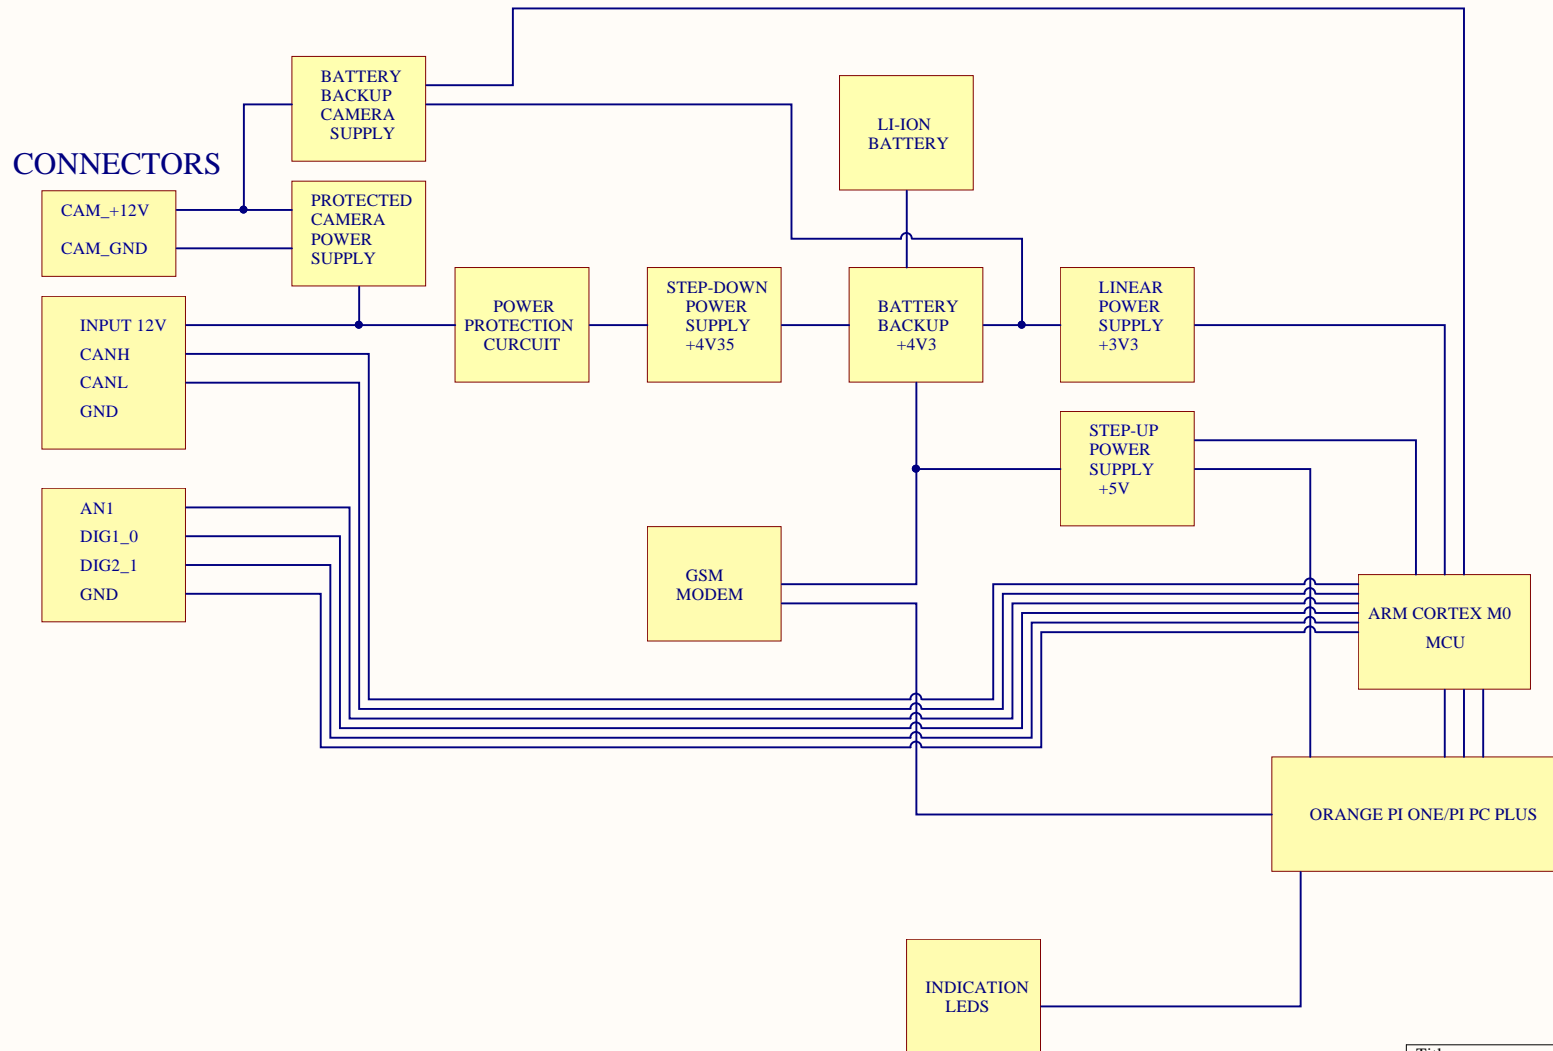 BATTERY
BACKUP
CAMERA
SUPPLY
LI-ION
BATTERY
CONNECTORS
CAM_+12V
CAM_GND
PROTECTED
CAMERA
POWER
SUPPLY
INPUT 12V
CANH
CANL
GND
POWER
PROTECTION
CURCUIT
STEP-DOWN
POWER
SUPPLY
+4V35
BATTERY
BACKUP
+4V3
LINEAR
POWER
SUPPLY
+3V3
STEP-UP
POWER
SUPPLY
+5V
AN1
DIG1_0
DIG2_1
GND
GSM
MODEM
ARM CORTEX M0
MCU
ORANGE PI ONE/PI PC PLUS
INDICATION
LEDS